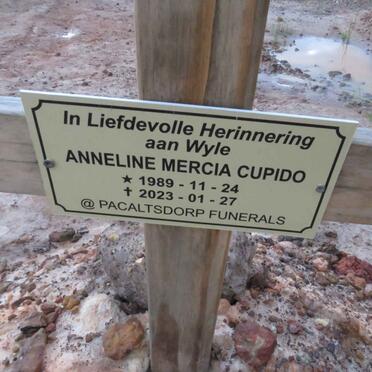 In Liefdevolle Herinnering
aan Wyle
ANNELINE MERCIA CUPIDO
★ 1989 - 11 - 24
✝ 2023 - 01 - 27
@ PACALTSDORP FUNERALS